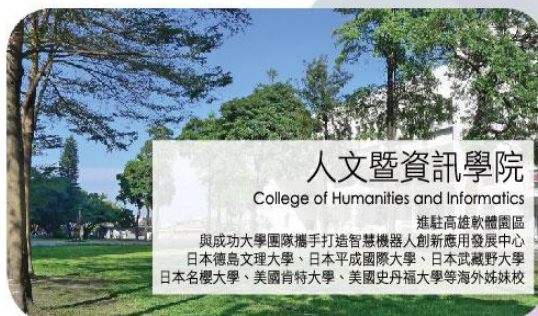 人文暨資訊學院
College of Humanities and Informatics
進駐高雄軟體園區
與成功大學團隊攜手打造智慧機器人創新應用發展中心
日本德島文理大學、日本平成國際大學、日本武藏野大學
日本名櫻大學、美國肯特大學、美國史丹福大學等海外姊妹校